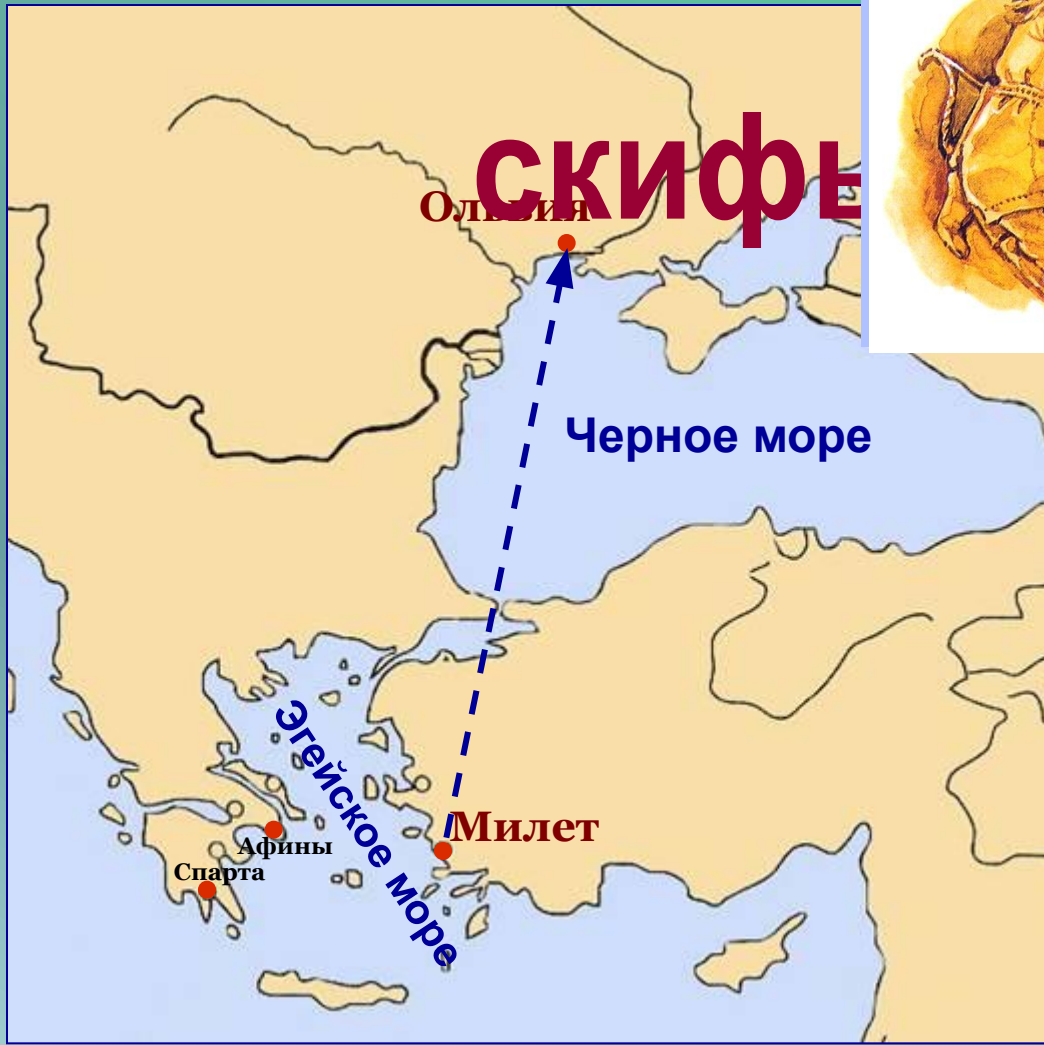 скифы
Ольвия
Черное море
Эгейское море
Милет
Афины
Спарта